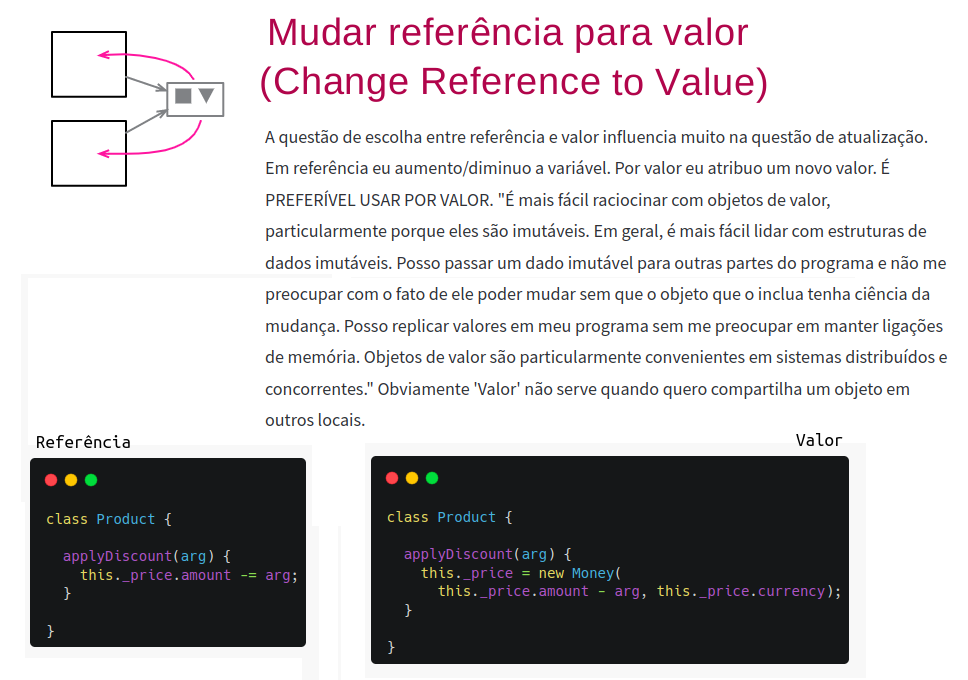 Mudar referência para valor
(Change Reference to Value)
A questão de escolha entre referência e valor influencia muito na questão de atualização.
Em referência eu aumento/diminuo a variável. Por valor eu atribuo um novo valor. É
PREFERÍVEL USAR POR VALOR. "É mais fácil raciocinar com objetos de valor,
particularmente porque eles são imutáveis. Em geral, é mais fácil lidar com estruturas de
dados imutáveis. Posso passar um dado imutável para outras partes do programa e não me
preocupar com o fato de ele poder mudar sem que o objeto que o inclua tenha ciência da
mudança. Posso replicar valores em meu programa sem me preocupar em manter ligações
de memória. Objetos de valor são particularmente convenientes em sistemas distribuídos e
concorrentes." Obviamente 'Valor' não serve quando quero compartilha um objeto em
outros locais.
Referência
class Product {
applyDiscount(arg) {
this._price.amount -= arg;
}
}
Valor
class Product {
applyDiscount(arg) {
this._price = new Money(
this._price.amount - arg, this._price.currency);
}
}